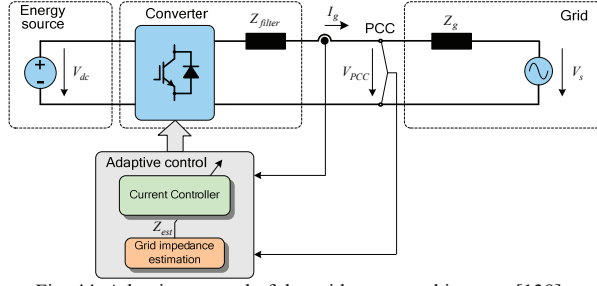 Energy source
Converter
Z_filter
I_g
PCC
Z_g
Grid
+
-
V_dc
V_PCC
V_s
Adaptive control
Current Controller
Z_est
Grid impedance estimation